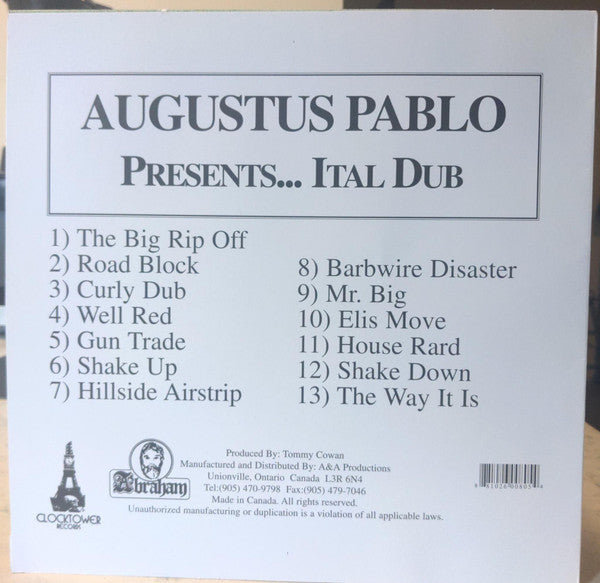 AUGUSTUS PABLO
PRESENTS... ITAL DUB
1) The Big Rip Off
2) Road Block
3) Curly Dub
4) Well Red
5) Gun Trade
6) Shake Up
7) Hillside Airstrip
8) Barbwire Disaster
9) Mr. Big
10) Elis Move
11) House Rard
12) Shake Down
13) The Way It Is
CLOCKTOWER
RECORDS
Abraham
Produced By: Tommy Cowan
Manufactured and Distributed By: A&A Productions
Unionville, Ontario Canada L3R 6N4
Tel:(905) 470-9798 Fax:(905) 479-7046
Made in Canada. All rights reserved.
Unauthorized manufacturing or duplication is a violation of all applicable laws.
8 81026 00805 4